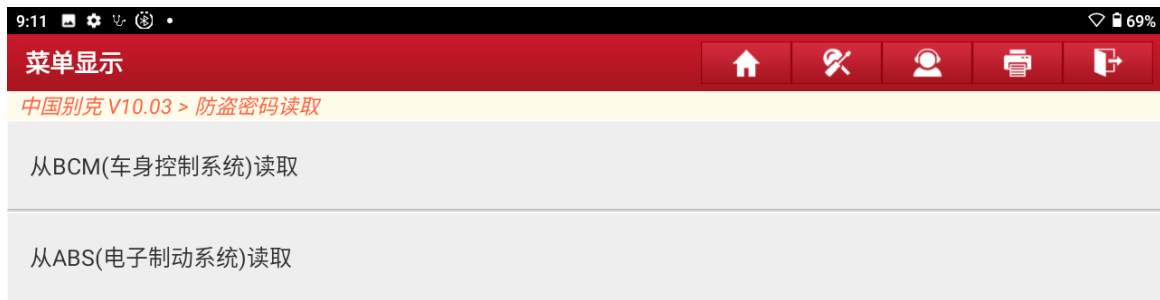 9:11 69%
菜单显示
中国别克 V10.03 > 防盗密码读取
从BCM(车身控制系统)读取
从ABS(电子制动系统)读取